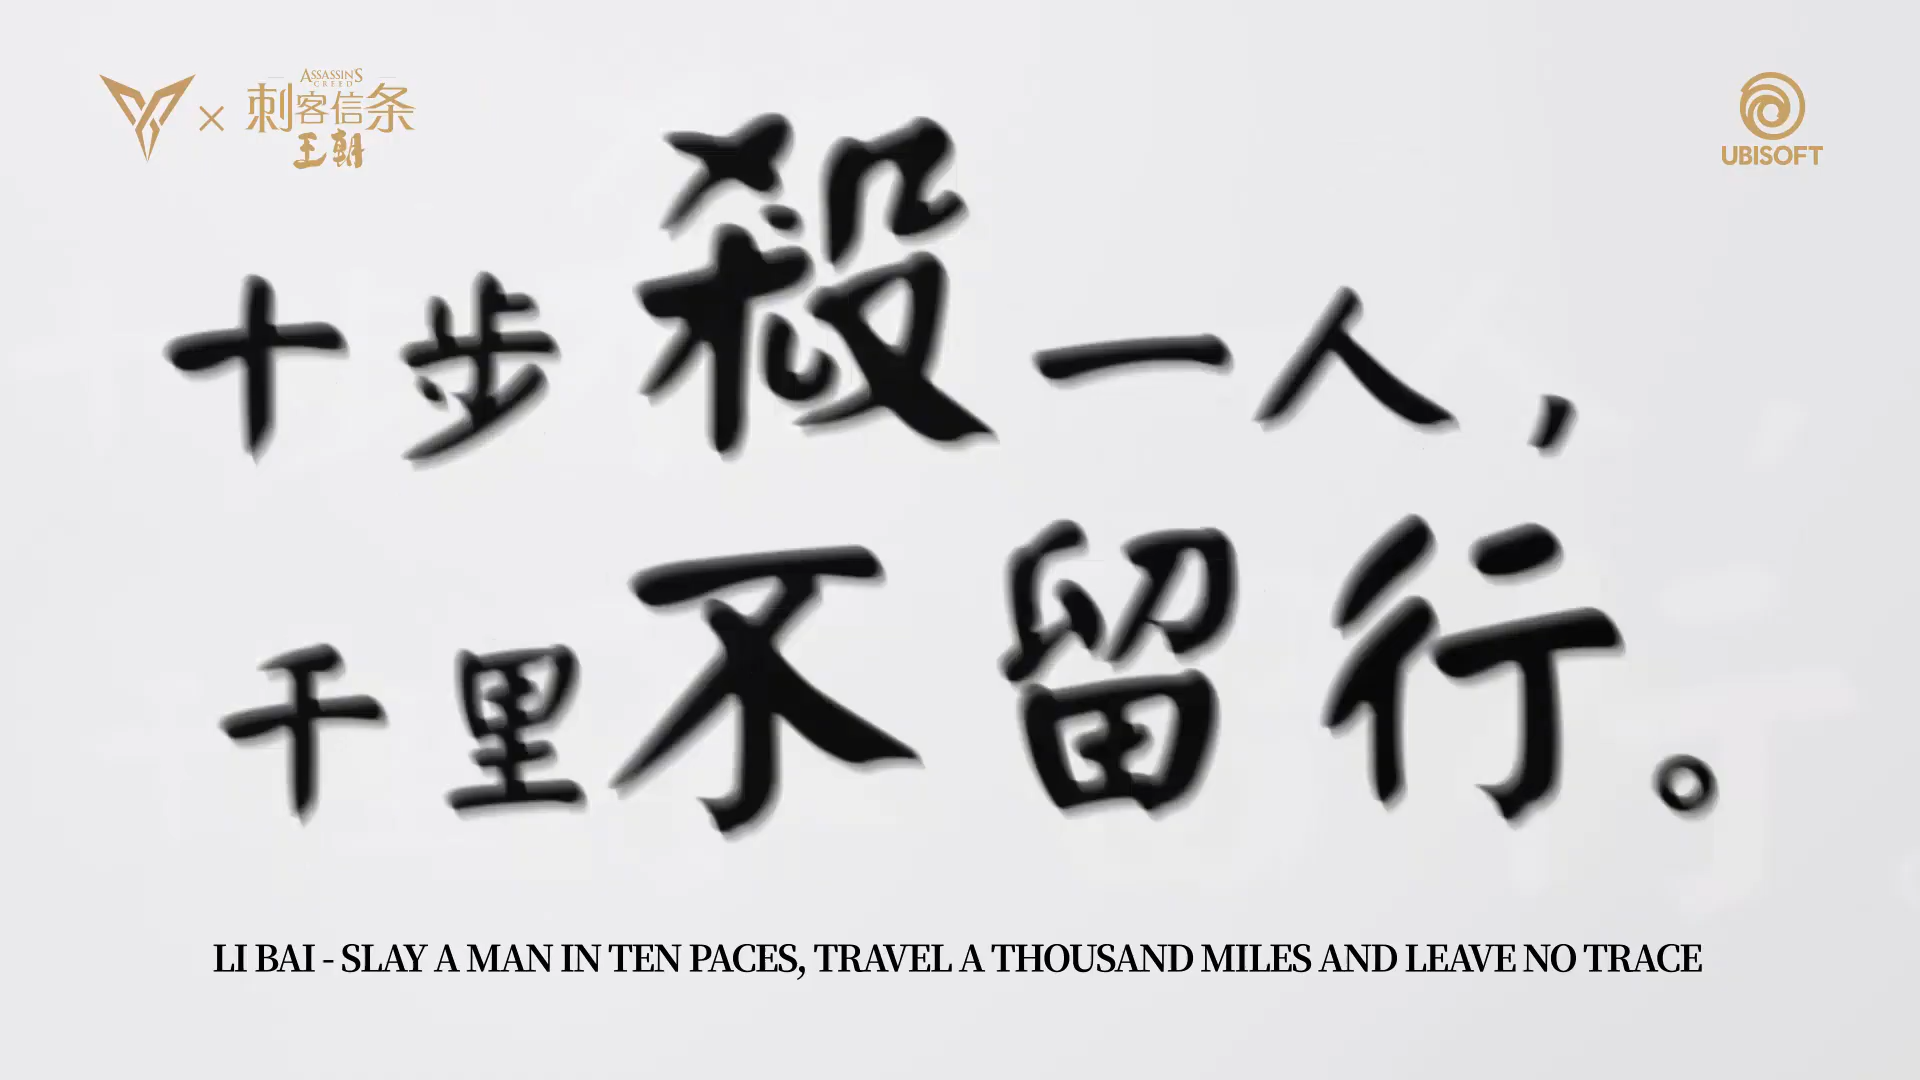 ASSASSIN'S
CREED
刺客信条
王朝
UBISOFT
十步殺一人，
千里不留行。
LI BAI - SLAY A MAN IN TEN PACES, TRAVEL A THOUSAND MILES AND LEAVE NO TRACE